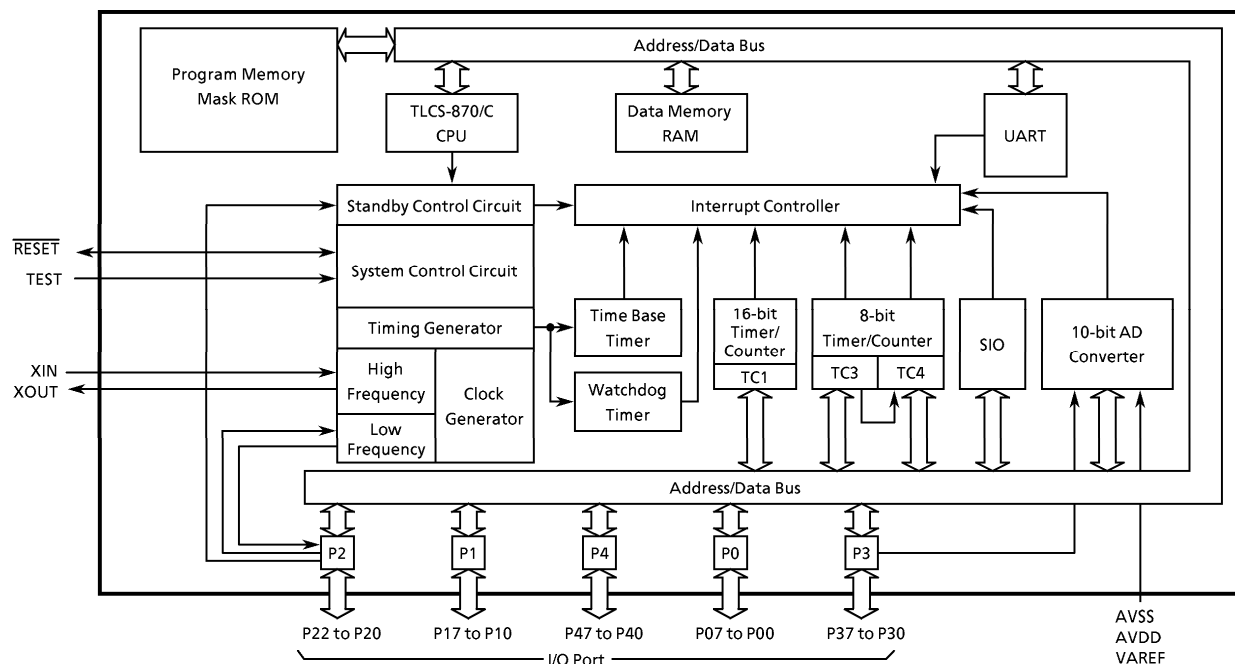 Address/Data Bus
Program Memory
Mask ROM
TLCS-870/C
CPU
Data Memory
RAM
UART
Standby Control Circuit
Interrupt Controller
RESET
System Control Circuit
TEST
Timing Generator
Time Base
Timer
16-bit
Timer/
Counter
TC1
8-bit
Timer/Counter
TC3
TC4
SIO
10-bit AD
Converter
XIN
XOUT
High
Frequency
Clock
Generator
Low
Frequency
Watchdog
Timer
Address/Data Bus
P2
P1
P4
P0
P3
P22 to P20
P17 to P10
P47 to P40
P07 to P00
P37 to P30
I/O Port
AVSS
AVDD
VAREF